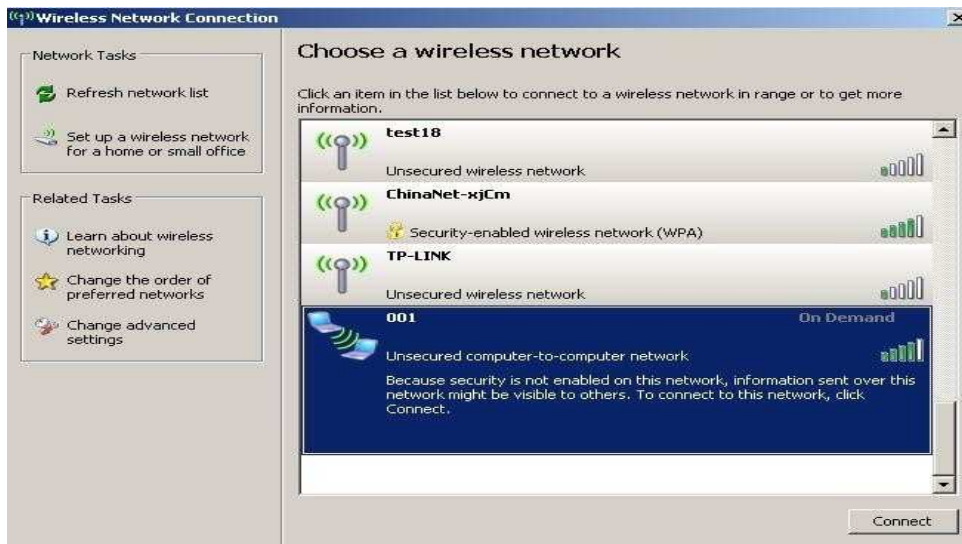 Wireless Network Connection
Network Tasks
Refresh network list
Set up a wireless network
for a home or small office
Related Tasks
Learn about wireless
networking
Change the order of
preferred networks
Change advanced
settings
Choose a wireless network
Click an item in the list below to connect to a wireless network in range or to get more
information.
test18
Unsecured wireless network
ChinaNet-xjCm
Security-enabled wireless network (WPA)
TP-LINK
Unsecured wireless network
001 On Demand
Unsecured computer-to-computer network
Because security is not enabled on this network, information sent over this
network might be visible to others. To connect to this network, click
Connect.
Connect